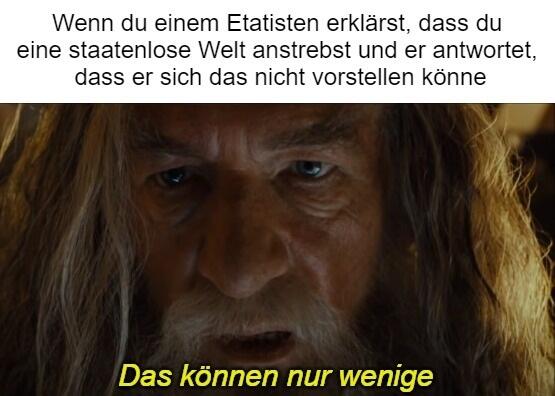 Wenn du einem Etatisten erklärst, dass du
eine staatenlose Welt anstrebst und er antwortet,
dass er sich das nicht vorstellen könne
Das können nur wenige